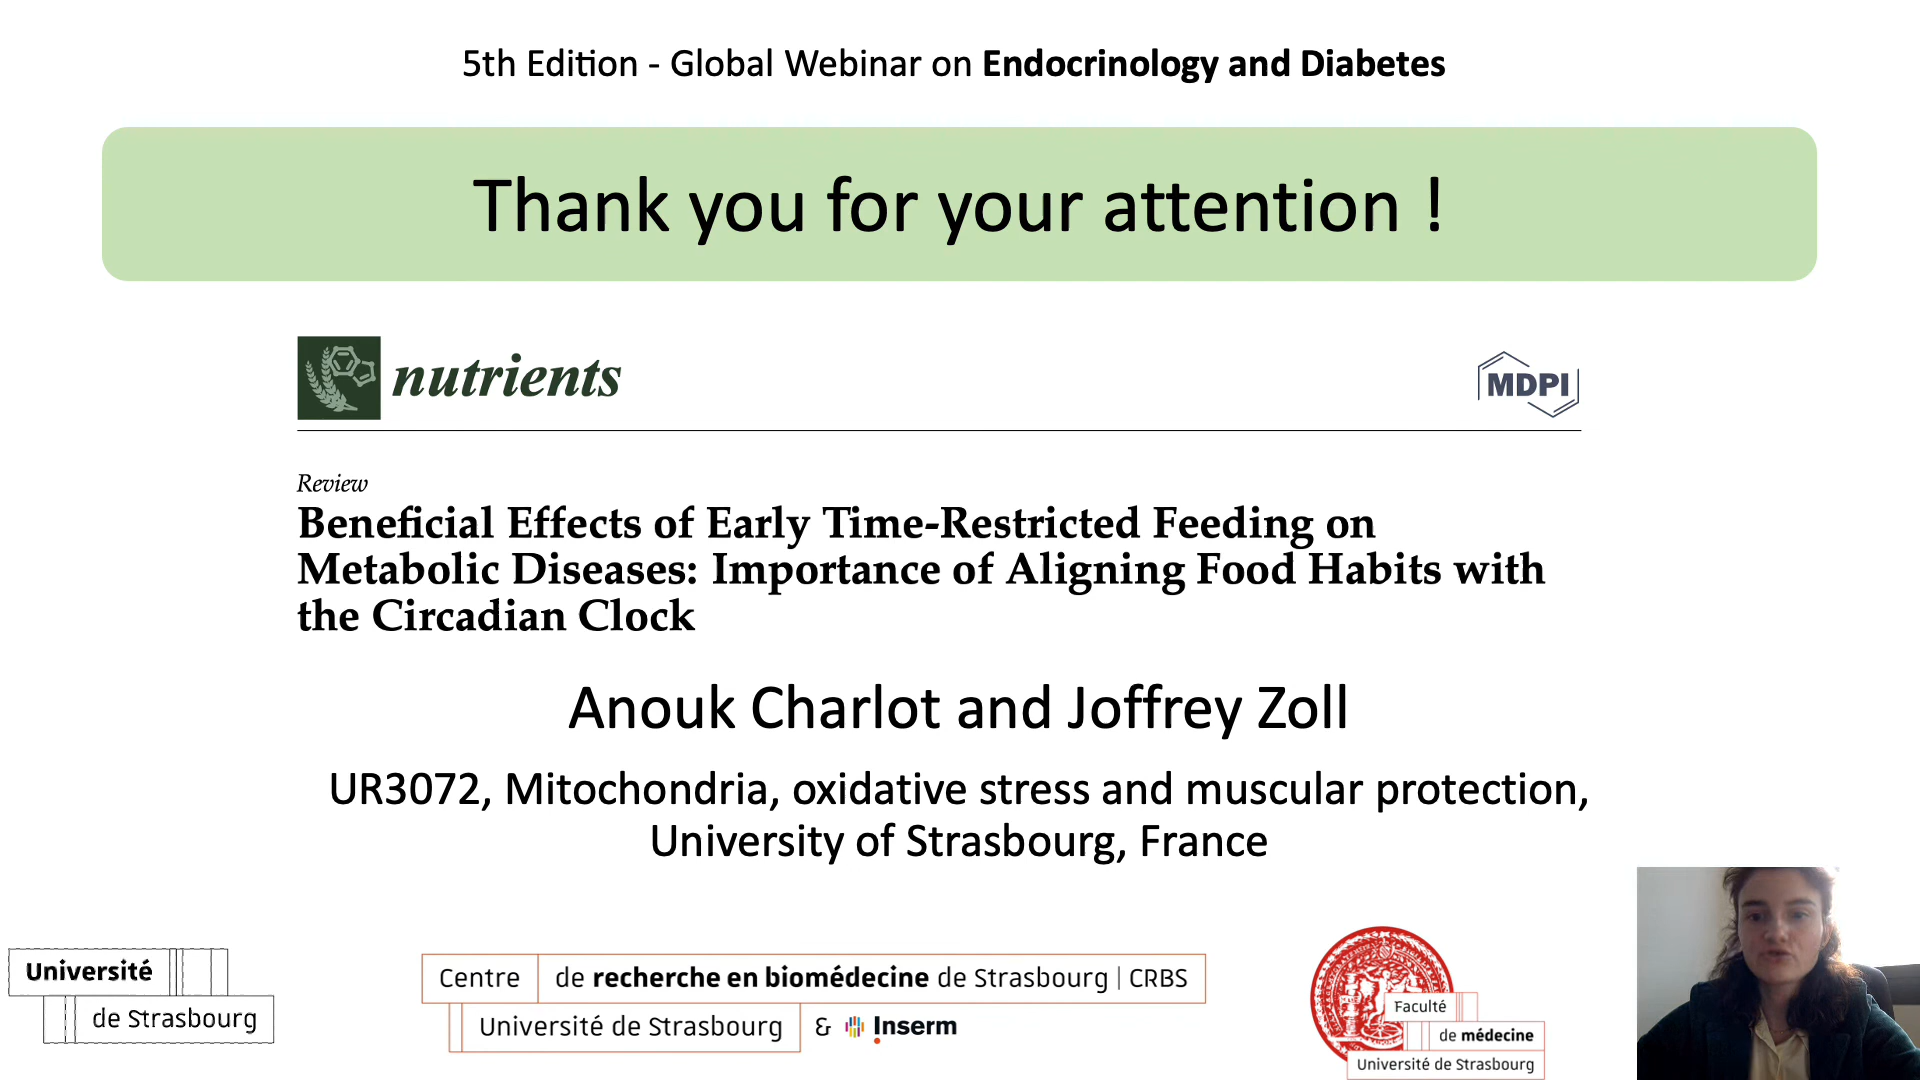 5th Edition - Global Webinar on Endocrinology and Diabetes
Thank you for your attention !
nutrients
MDPI
Review
Beneficial Effects of Early Time-Restricted Feeding on
Metabolic Diseases: Importance of Aligning Food Habits with
the Circadian Clock
Anouk Charlot and Joffrey Zoll
UR3072, Mitochondria, oxidative stress and muscular protection,
University of Strasbourg, France
Université
de Strasbourg
Centre de recherche en biomédecine de Strasbourg | CRBS
Université de Strasbourg & Inserm
Faculté
de médecine
Université de Strasbourg